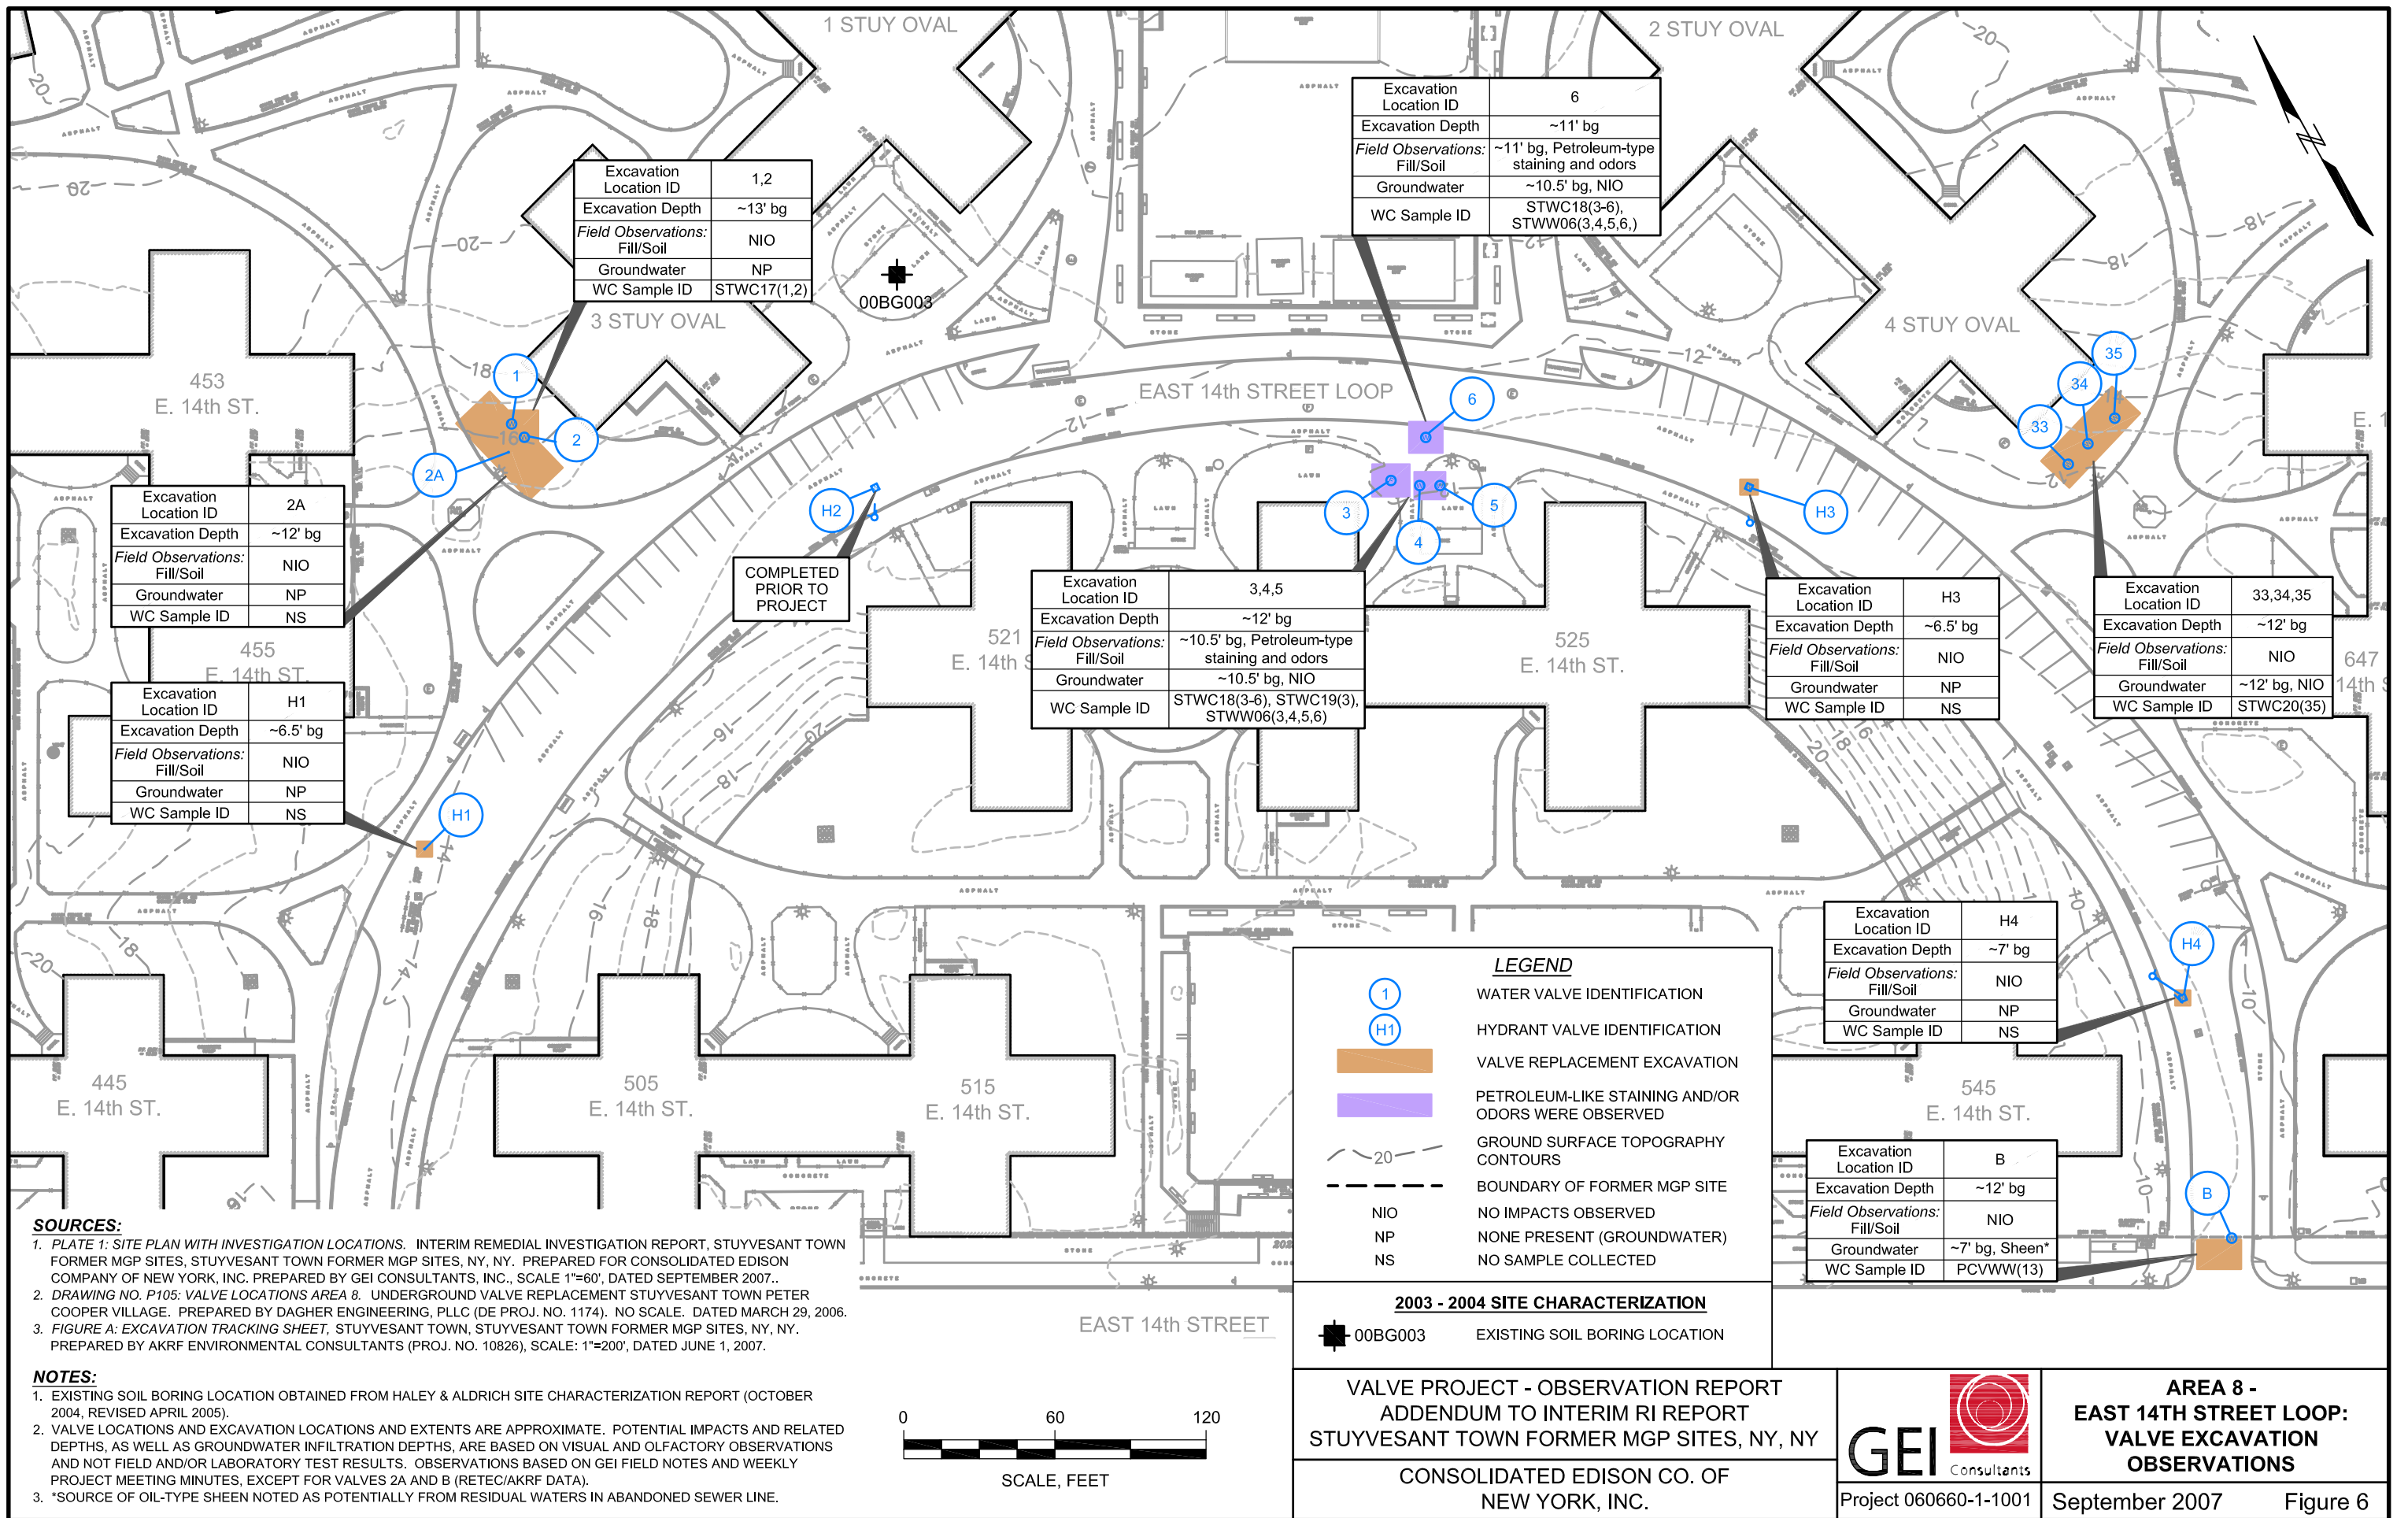 1 STUY OVAL
2 STUY OVAL
Excavation Location ID 6
Excavation Depth ~11' bg
Field Observations: Fill/Soil ~11' bg, Petroleum-type staining and odors
Groundwater ~10.5' bg, NIO
WC Sample ID STWC18(3-6), STWW06(3,4,5,6,)
Excavation Location ID 1,2
Excavation Depth ~13' bg
Field Observations: Fill/Soil NIO
Groundwater NP
WC Sample ID STWC17(1,2)
00BG003
3 STUY OVAL
4 STUY OVAL
453
E. 14th ST.
EAST 14th STREET LOOP
1
2
2A
H2
3
4
5
6
H3
33
34
35
Excavation Location ID 2A
Excavation Depth ~12' bg
Field Observations: Fill/Soil NIO
Groundwater NP
WC Sample ID NS
COMPLETED
PRIOR TO
PROJECT
Excavation Location ID 3,4,5
Excavation Depth ~12' bg
Field Observations: Fill/Soil ~10.5' bg, Petroleum-type staining and odors
Groundwater ~10.5' bg, NIO
WC Sample ID STWC18(3-6), STWC19(3), STWW06(3,4,5,6)
Excavation Location ID H3
Excavation Depth ~6.5' bg
Field Observations: Fill/Soil NIO
Groundwater NP
WC Sample ID NS
Excavation Location ID 33,34,35
Excavation Depth ~12' bg
Field Observations: Fill/Soil NIO
Groundwater ~12' bg, NIO
WC Sample ID STWC20(35)
455
E. 14th ST.
521
E. 14th S
525
E. 14th ST.
647
14th S
Excavation Location ID H1
Excavation Depth ~6.5' bg
Field Observations: Fill/Soil NIO
Groundwater NP
WC Sample ID NS
H1
Excavation Location ID H4
Excavation Depth ~7' bg
Field Observations: Fill/Soil NIO
Groundwater NP
WC Sample ID NS
H4
445
E. 14th ST.
505
E. 14th ST.
515
E. 14th ST.
545
E. 14th ST.
Excavation Location ID B
Excavation Depth ~12' bg
Field Observations: Fill/Soil NIO
Groundwater ~7' bg, Sheen*
WC Sample ID PCVWW(13)
B
LEGEND
1 WATER VALVE IDENTIFICATION
H1 HYDRANT VALVE IDENTIFICATION
VALVE REPLACEMENT EXCAVATION
PETROLEUM-LIKE STAINING AND/OR
ODORS WERE OBSERVED
20 GROUND SURFACE TOPOGRAPHY
CONTOURS
BOUNDARY OF FORMER MGP SITE
NIO NO IMPACTS OBSERVED
NP NONE PRESENT (GROUNDWATER)
NS NO SAMPLE COLLECTED
2003 - 2004 SITE CHARACTERIZATION
00BG003 EXISTING SOIL BORING LOCATION
SOURCES:
1. PLATE 1: SITE PLAN WITH INVESTIGATION LOCATIONS. INTERIM REMEDIAL INVESTIGATION REPORT, STUYVESANT TOWN
FORMER MGP SITES, STUYVESANT TOWN FORMER MGP SITES, NY, NY. PREPARED FOR CONSOLIDATED EDISON
COMPANY OF NEW YORK, INC. PREPARED BY GEI CONSULTANTS, INC., SCALE 1"=60', DATED SEPTEMBER 2007..
2. DRAWING NO. P105: VALVE LOCATIONS AREA 8. UNDERGROUND VALVE REPLACEMENT STUYVESANT TOWN PETER
COOPER VILLAGE. PREPARED BY DAGHER ENGINEERING, PLLC (DE PROJ. NO. 1174). NO SCALE. DATED MARCH 29, 2006.
3. FIGURE A: EXCAVATION TRACKING SHEET, STUYVESANT TOWN, STUYVESANT TOWN FORMER MGP SITES, NY, NY.
PREPARED BY AKRF ENVIRONMENTAL CONSULTANTS (PROJ. NO. 10826), SCALE: 1"=200', DATED JUNE 1, 2007.
NOTES:
1. EXISTING SOIL BORING LOCATION OBTAINED FROM HALEY & ALDRICH SITE CHARACTERIZATION REPORT (OCTOBER
2004, REVISED APRIL 2005).
2. VALVE LOCATIONS AND EXCAVATION LOCATIONS AND EXTENTS ARE APPROXIMATE. POTENTIAL IMPACTS AND RELATED
DEPTHS, AS WELL AS GROUNDWATER INFILTRATION DEPTHS, ARE BASED ON VISUAL AND OLFACTORY OBSERVATIONS
AND NOT FIELD AND/OR LABORATORY TEST RESULTS. OBSERVATIONS BASED ON GEI FIELD NOTES AND WEEKLY
PROJECT MEETING MINUTES, EXCEPT FOR VALVES 2A AND B (RETEC/AKRF DATA).
3. *SOURCE OF OIL-TYPE SHEEN NOTED AS POTENTIALLY FROM RESIDUAL WATERS IN ABANDONED SEWER LINE.
EAST 14th STREET
0 60 120
SCALE, FEET
VALVE PROJECT - OBSERVATION REPORT
ADDENDUM TO INTERIM RI REPORT
STUYVESANT TOWN FORMER MGP SITES, NY, NY
CONSOLIDATED EDISON CO. OF
NEW YORK, INC.
GEI Consultants
Project 060660-1-1001
AREA 8 -
EAST 14TH STREET LOOP:
VALVE EXCAVATION
OBSERVATIONS
September 2007 Figure 6